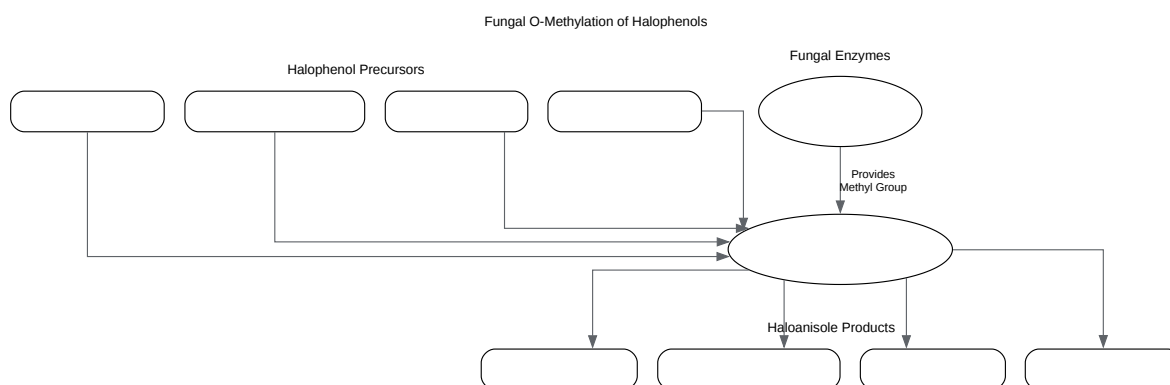 Fungal O-Methylation of Halophenols
Fungal Enzymes
Halophenol Precursors
Provides
Methyl Group
Haloanisole Products